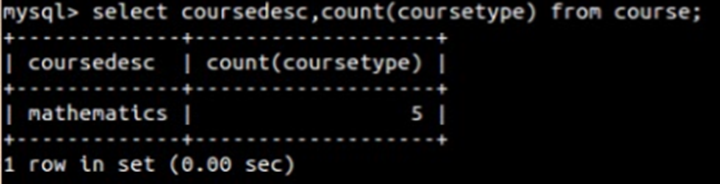 mysql> select coursedesc,count(coursetype) from course;
+-------------+-------------------+
| coursedesc  | count(coursetype) |
+-------------+-------------------+
| mathematics |                 5 |
+-------------+-------------------+
1 row in set (0.00 sec)